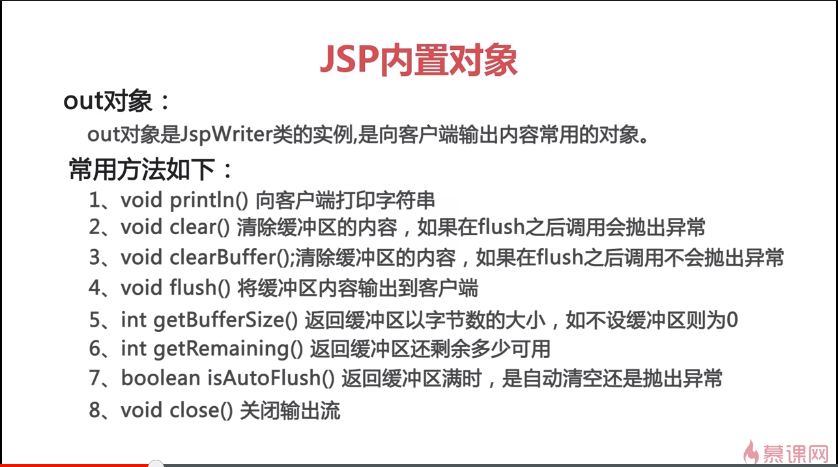 JSP内置对象
out对象：
out对象是JspWriter类的实例,是向客户端输出内容常用的对象。
常用方法如下：
1、void println() 向客户端打印字符串
2、void clear() 清除缓冲区的内容，如果在flush之后调用会抛出异常
3、void clearBuffer();清除缓冲区的内容，如果在flush之后调用不会抛出异常
4、void flush() 将缓冲区内容输出到客户端
5、int getBufferSize() 返回缓冲区以字节数的大小，如不设缓冲区则为0
6、int getRemaining() 返回缓冲区还剩余多少可用
7、boolean isAutoFlush() 返回缓冲区满时，是自动清空还是抛出异常
8、void close() 关闭输出流
慕课网